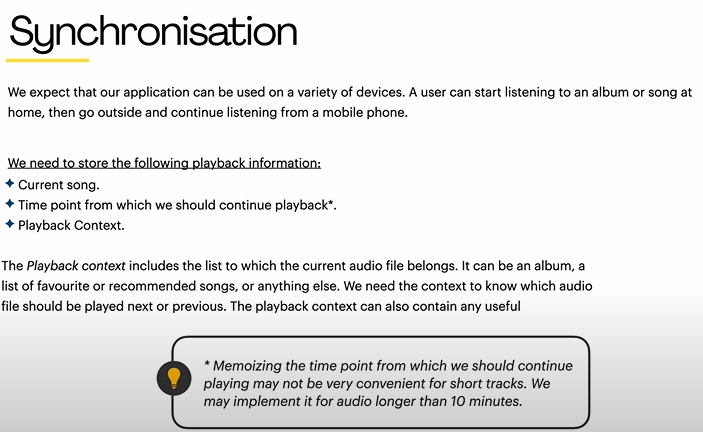 Synchronisation
We expect that our application can be used on a variety of devices. A user can start listening to an album or song at
home, then go outside and continue listening from a mobile phone.
We need to store the following playback information:
✦ Current song.
✦ Time point from which we should continue playback*.
✦ Playback Context.
The Playback context includes the list to which the current audio file belongs. It can be an album, a
list of favourite or recommended songs, or anything else. We need the context to know which audio
file should be played next or previous. The playback context can also contain any useful
* Memoizing the time point from which we should continue
playing may not be very convenient for short tracks. We
may implement it for audio longer than 10 minutes.